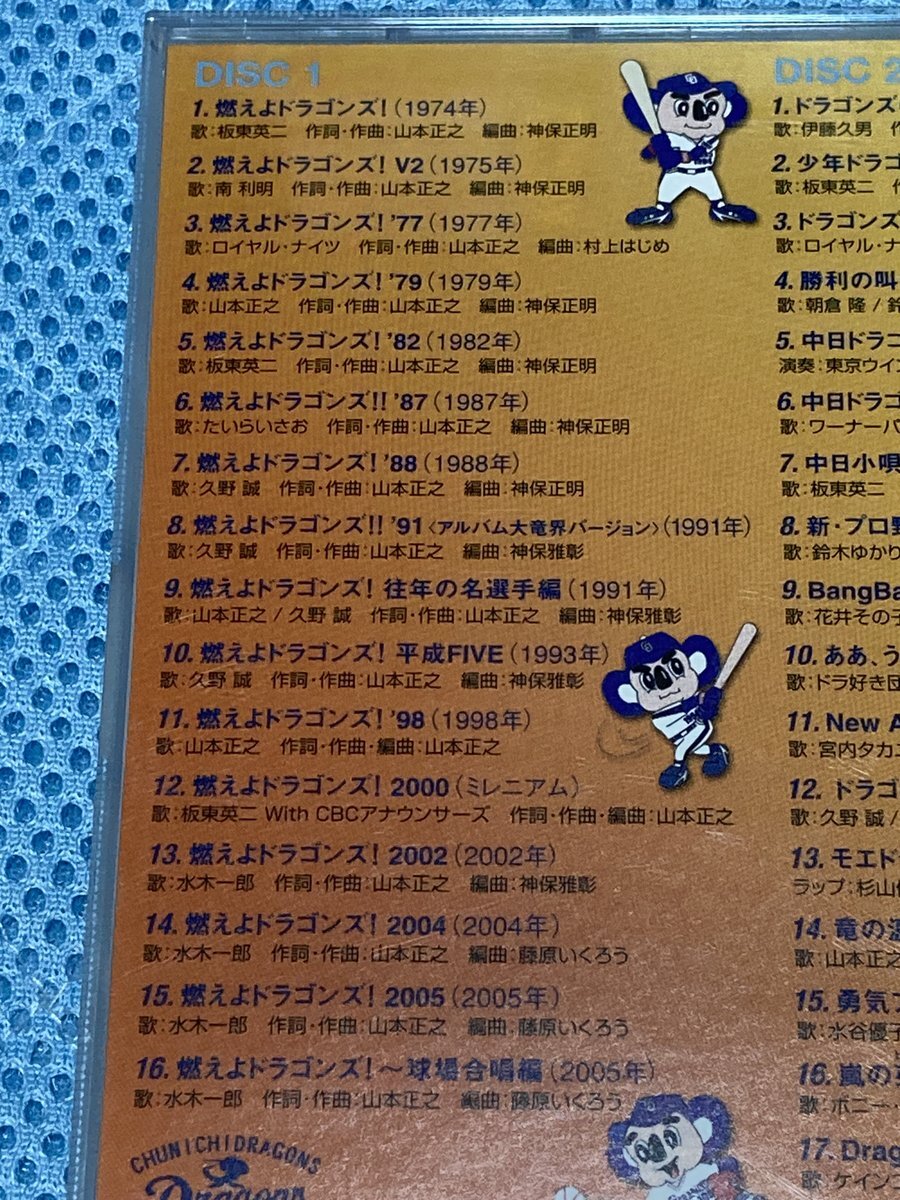 DISC 1
1. 燃えよドラゴンズ!(1974年)
歌:板東英二 作詞・作曲:山本正之 編曲:神保正明
2. 燃えよドラゴンズ! V2(1975年)
歌:南 利明 作詞・作曲:山本正之 編曲:神保正明
3. 燃えよドラゴンズ! '77(1977年)
歌:ロイヤル・ナイツ 作詞・作曲:山本正之 編曲:村上はじめ
4. 燃えよドラゴンズ! '79(1979年)
歌:山本正之 作詞・作曲:山本正之 編曲:神保正明
5. 燃えよドラゴンズ! '82(1982年)
歌:板東英二 作詞・作曲:山本正之 編曲:神保正明
6. 燃えよドラゴンズ!! '87(1987年)
歌:たいらいさお 作詞・作曲:山本正之 編曲:神保正明
7. 燃えよドラゴンズ! '88(1988年)
歌:久野 誠 作詞・作曲:山本正之 編曲:神保正明
8. 燃えよドラゴンズ!! '91〈アルバム大竜界バージョン〉(1991年)
歌:久野 誠 作詞・作曲:山本正之 編曲:神保雅彰
9. 燃えよドラゴンズ! 往年の名選手編(1991年)
歌:山本正之 / 久野 誠 作詞・作曲:山本正之 編曲:神保雅彰
10. 燃えよドラゴンズ! 平成FIVE(1993年)
歌:久野 誠 作詞・作曲:山本正之 編曲:神保雅彰
11. 燃えよドラゴンズ! '98(1998年)
歌:山本正之 作詞・作曲・編曲:山本正之
12. 燃えよドラゴンズ! 2000(ミレニアム)
歌:板東英二 With CBCアナウンサーズ 作詞・作曲・編曲:山本正之
13. 燃えよドラゴンズ! 2002(2002年)
歌:水木一郎 作詞・作曲:山本正之 編曲:神保雅彰
14. 燃えよドラゴンズ! 2004(2004年)
歌:水木一郎 作詞・作曲:山本正之 編曲:藤原いくろう
15. 燃えよドラゴンズ! 2005(2005年)
歌:水木一郎 作詞・作曲:山本正之 編曲:藤原いくろう
16. 燃えよドラゴンズ!~球場合唱編(2005年)
歌:水木一郎 作詞・作曲:山本正之 編曲:藤原いくろう
CHUNICHI DRAGONS
Dragons
DISC 2
1. ドラゴンズ
歌:伊藤久男
2. 少年ドラゴ
歌:板東英二
3. ドラゴンズ
歌:ロイヤル・ナ
4. 勝利の叫
歌:朝倉 隆 /
5. 中日ドラゴ
演奏:東京ウイン
6. 中日ドラゴ
歌:ワーナー・パ
7. 中日小唄
歌:板東英二
8. 新・プロ野
歌:鈴木ゆかり
9. BangBa
歌:花井その子
10. ああ、う
歌:ドラ好き団
11. New A
歌:宮内タカユ
12. ドラゴ
歌:久野 誠 /
13. モエド
ラップ:杉山
14. 竜の
歌:山本正之
15. 勇気
歌:水谷優子
16. 嵐の
歌:ボニー・
17. Drag
歌:ケイン